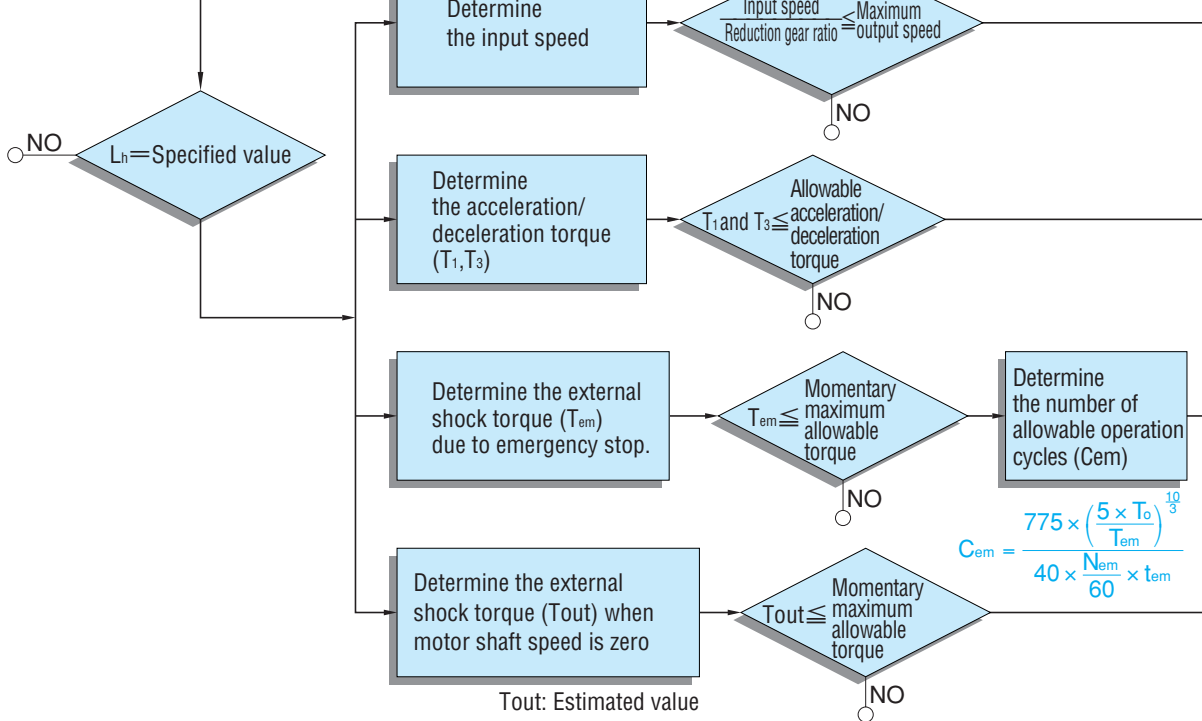 Determine
the input speed
Input speed
Reduction gear ratio
≦
Maximum
output speed
NO
NO
Lh=Specified value
Determine
the acceleration/
deceleration torque
(T1,T3)
T1 and T3≦
Allowable
acceleration/
deceleration
torque
NO
Determine the external
shock torque (Tem)
due to emergency stop.
Tem≦
Momentary
maximum
allowable
torque
NO
Determine
the number of
allowable operation
cycles (Cem)
Cem = 775 × (5 × To / Tem)^10/3 / 40 × Nem/60 × tem
Determine the external
shock torque (Tout) when
motor shaft speed is zero
Tout≦
Momentary
maximum
allowable
torque
NO
Tout: Estimated value